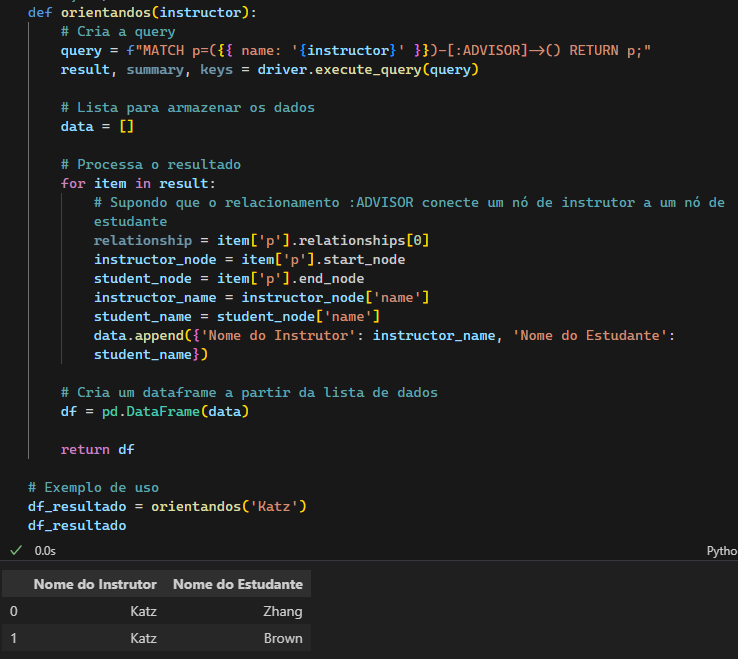 def orientandos(instructor):
# Cria a query
query = f"MATCH p=({{ name: '{instructor}' }})-[:ADVISOR]->() RETURN p;"
result, summary, keys = driver.execute_query(query)
# Lista para armazenar os dados
data = []
# Processa o resultado
for item in result:
# Supondo que o relacionamento :ADVISOR conecte um nó de instrutor a um nó de
estudante
relationship = item['p'].relationships[0]
instructor_node = item['p'].start_node
student_node = item['p'].end_node
instructor_name = instructor_node['name']
student_name = student_node['name']
data.append({'Nome do Instrutor': instructor_name, 'Nome do Estudante':
student_name})
# Cria um dataframe a partir da lista de dados
df = pd.DataFrame(data)
return df
# Exemplo de uso
df_resultado = orientandos('Katz')
df_resultado
0.0s Pytho
Nome do Instrutor Nome do Estudante
0 Katz Zhang
1 Katz Brown